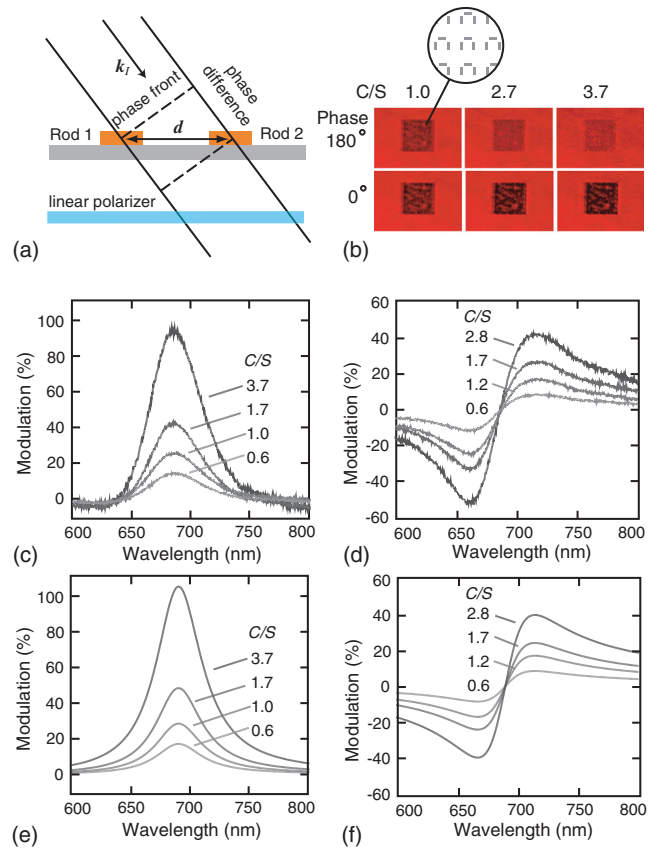 k_I
phase front
phase difference
Rod 1
d
Rod 2
linear polarizer
(a)
C/S 1.0 2.7 3.7
Phase
180°
0°
(b)
Modulation (%)
100
80
60
40
20
0
C/S
3.7
1.7
1.0
0.6
600 650 700 750 800
Wavelength (nm)
(c)
Modulation (%)
60
40
20
0
-20
-40
-60
C/S
2.8
1.7
1.2
0.6
600 650 700 750 800
Wavelength (nm)
(d)
Modulation (%)
100
80
60
40
20
0
C/S
3.7
1.7
1.0
0.6
600 650 700 750 800
Wavelength (nm)
(e)
Modulation (%)
60
40
20
0
-20
-40
-60
C/S
2.8
1.7
1.2
0.6
600 650 700 750 800
Wavelength (nm)
(f)